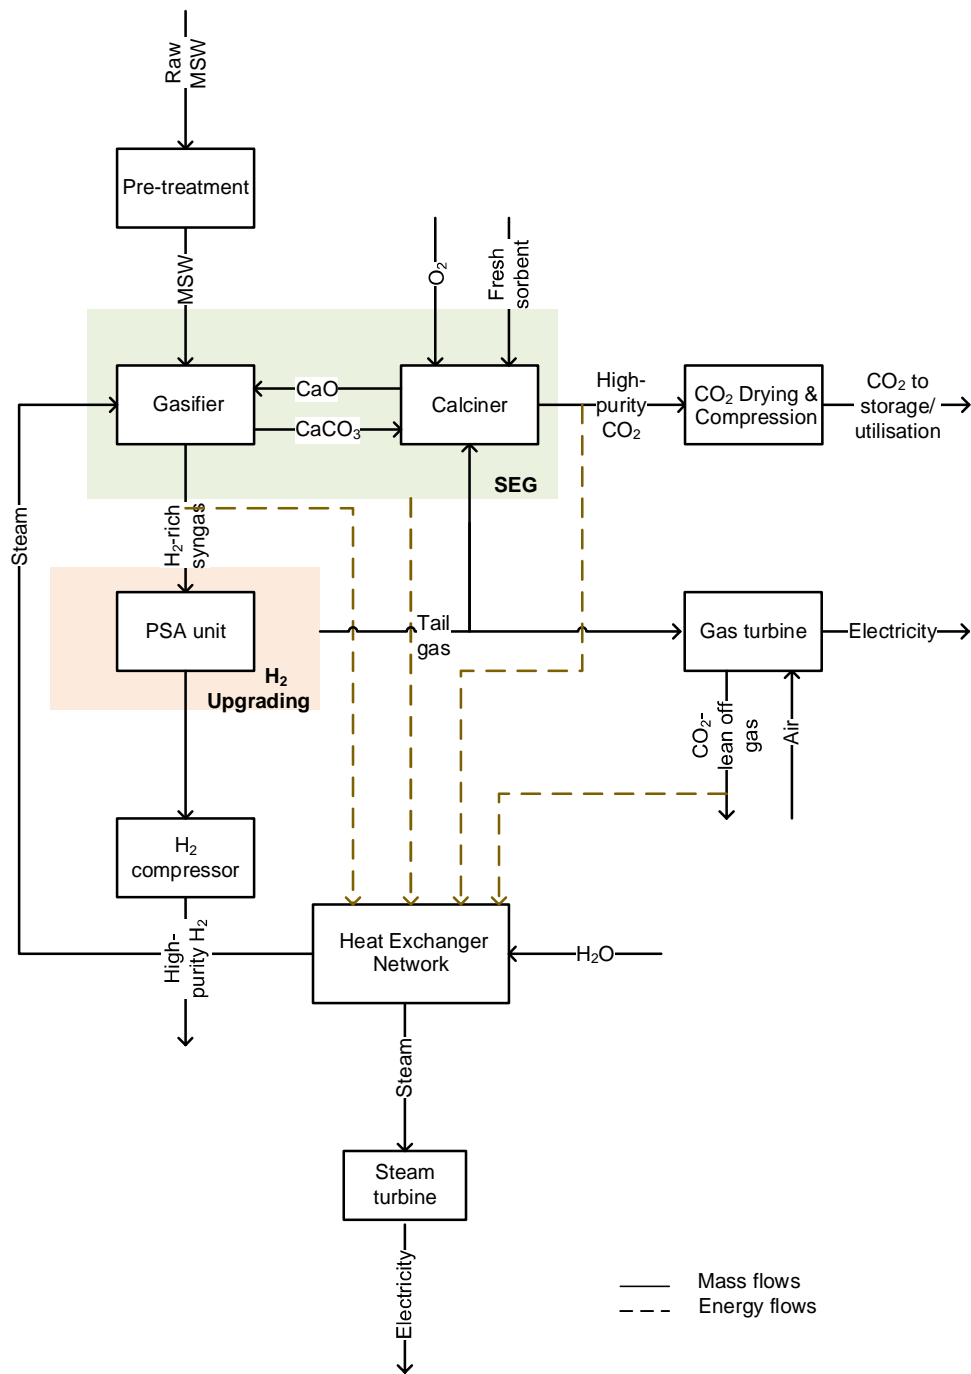 Raw
MSW
Pre-treatment
MSW
O₂
Fresh
sorbent
Gasifier
CaO
CaCO₃
Calciner
High-
purity
CO₂
CO₂ Drying &
Compression
CO₂ to
storage/
utilisation
SEG
Steam
H₂-rich
syngas
PSA unit
H₂
Upgrading
Tail
gas
Gas turbine
Electricity
CO₂-
lean off
gas
Air
H₂
compressor
High-
purity H₂
Heat Exchanger
Network
H₂O
Steam
Steam
turbine
Electricity
Mass flows
Energy flows